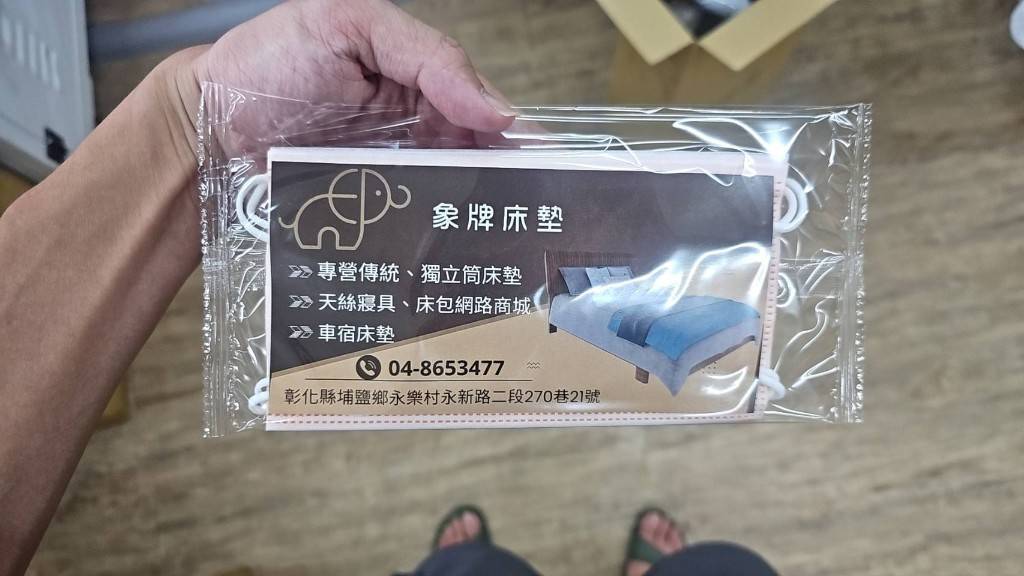 象牌床墊
專營傳統、獨立筒床墊
天絲寢具、床包網路商城
車宿床墊
04-8653477
彰化縣埔鹽鄉永樂村永新路二段270巷21號